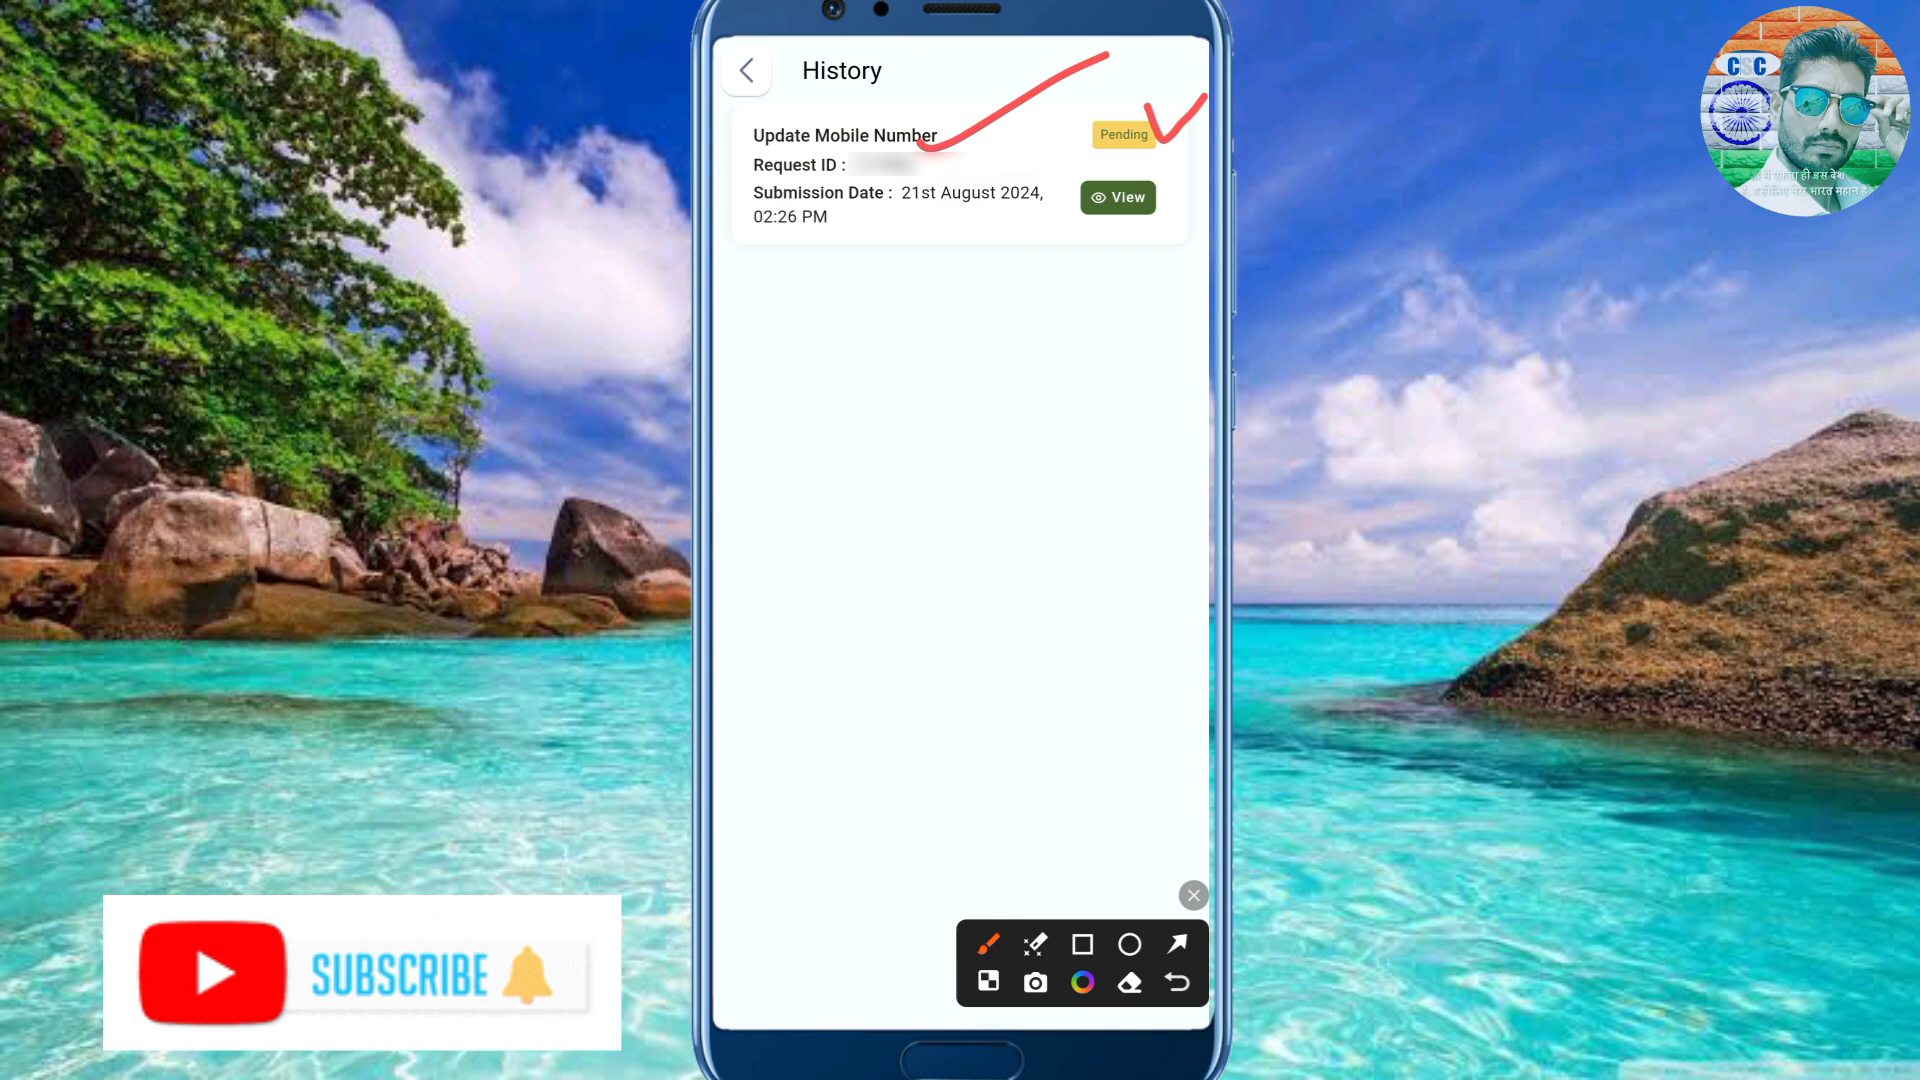 History
Update Mobile Number
Pending
Request ID :
Submission Date : 21st August 2024,
02:26 PM
View
CSC
SUBSCRIBE